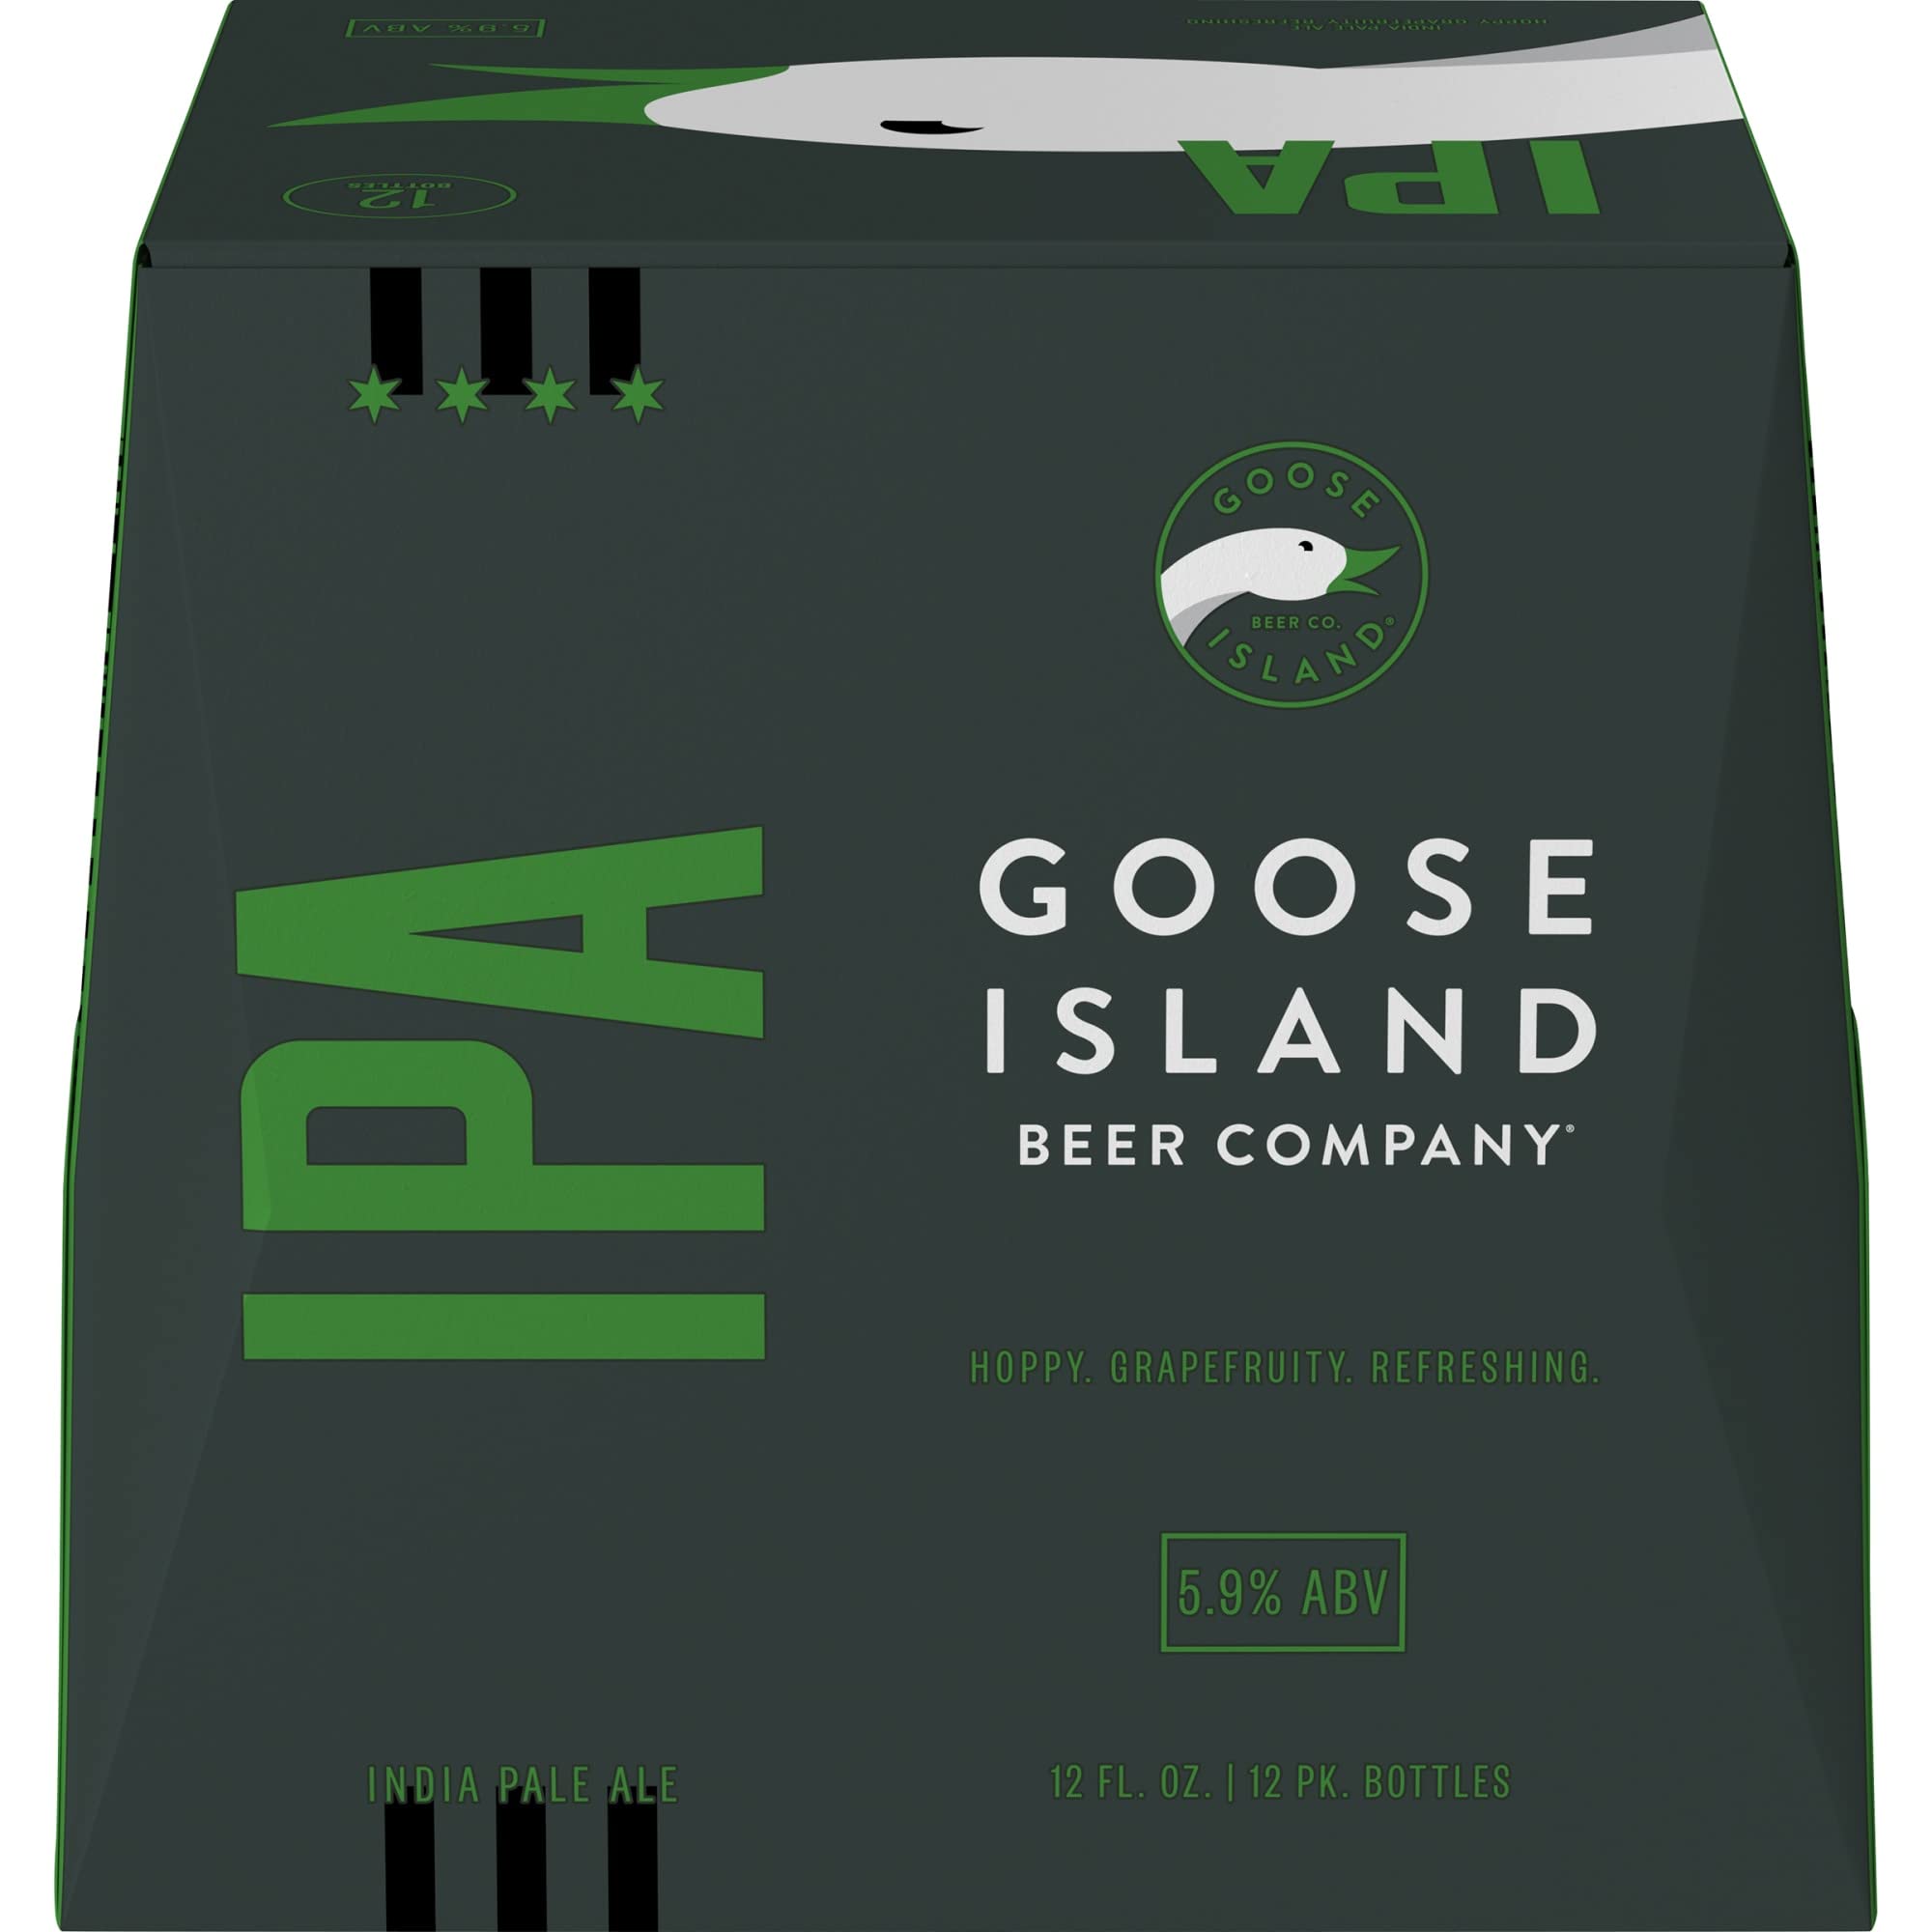 5.9% ABV
HOPPY GRAPEFRUITY REFRESHING
INDIA PALE ALE
12
BOTTLES
IPA
GOOSE
BEER CO.
ISLAND®
IPA
GOOSE
ISLAND
BEER COMPANY®
HOPPY. GRAPEFRUITY. REFRESHING.
5.9% ABV
INDIA PALE ALE
12 FL. OZ. | 12 PK. BOTTLES